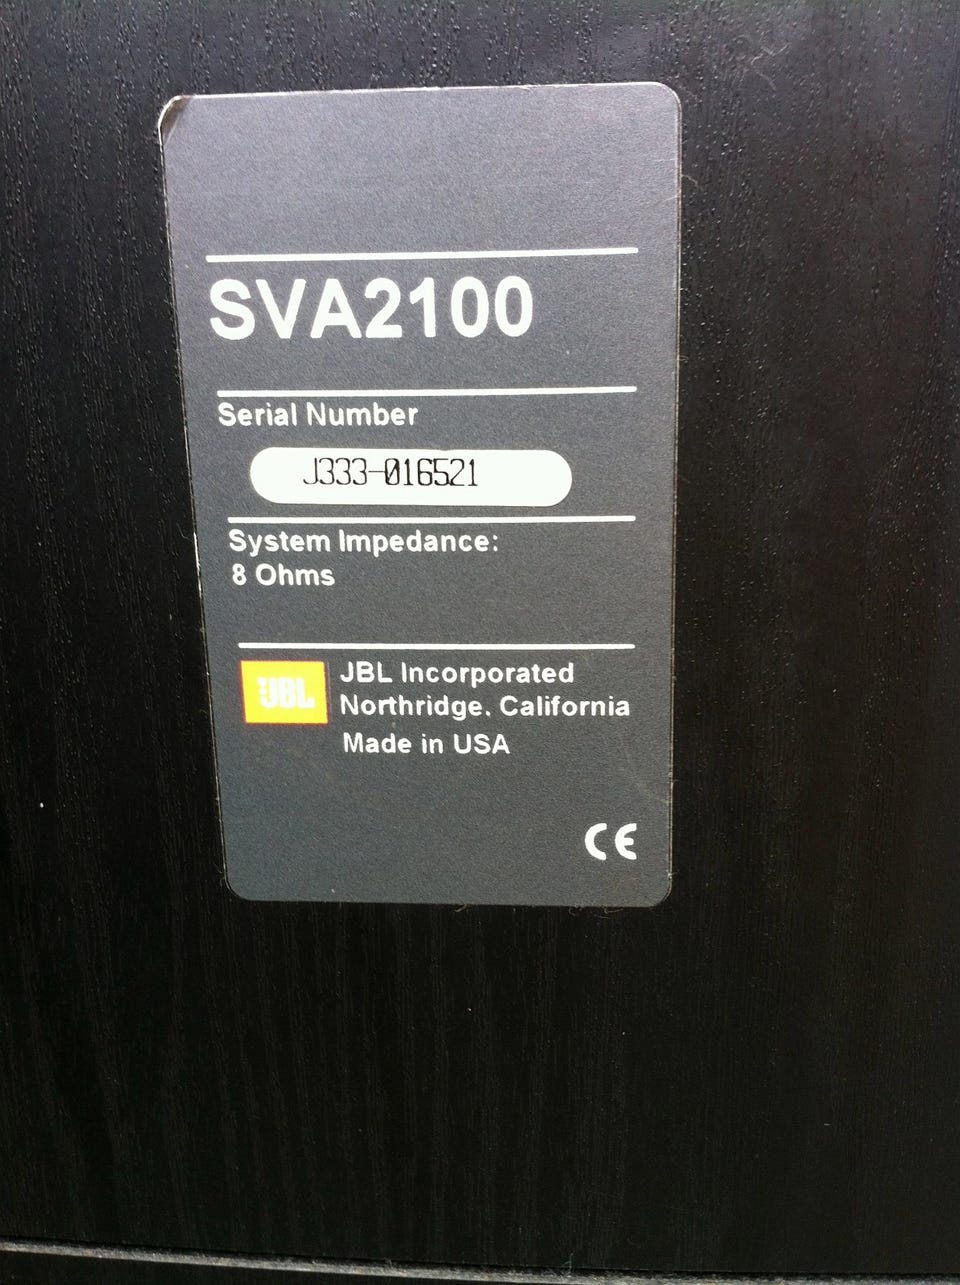 SVA2100
Serial Number
J333-016521
System Impedance:
8 Ohms
JBL
JBL Incorporated
Northridge, California
Made in USA
CE